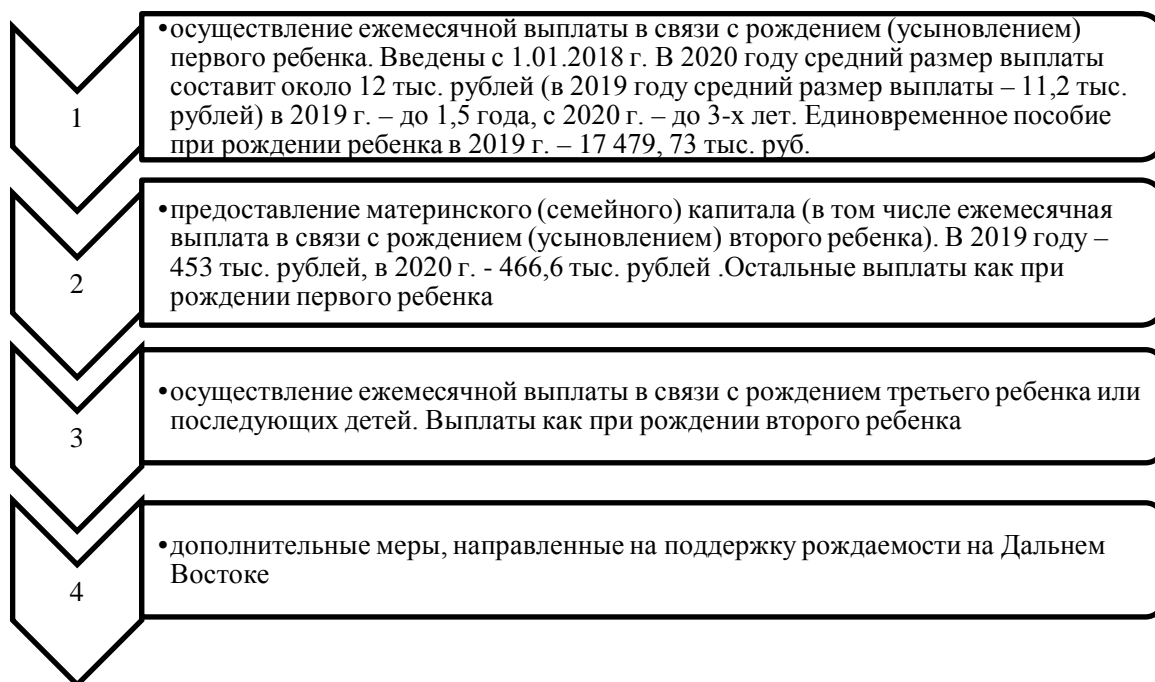 1
•осуществление ежемесячной выплаты в связи с рождением (усыновлением)
первого ребенка. Введены с 1.01.2018 г. В 2020 году средний размер выплаты
составит около 12 тыс. рублей (в 2019 году средний размер выплаты – 11,2 тыс.
рублей) в 2019 г. – до 1,5 года, с 2020 г. – до 3-х лет. Единовременное пособие
при рождении ребенка в 2019 г. – 17 479, 73 тыс. руб.
2
•предоставление материнского (семейного) капитала (в том числе ежемесячная
выплата в связи с рождением (усыновлением) второго ребенка). В 2019 году –
453 тыс. рублей, в 2020 г. - 466,6 тыс. рублей .Остальные выплаты как при
рождении первого ребенка
3
•осуществление ежемесячной выплаты в связи с рождением третьего ребенка или
последующих детей. Выплаты как при рождении второго ребенка
4
•дополнительные меры, направленные на поддержку рождаемости на Дальнем
Востоке